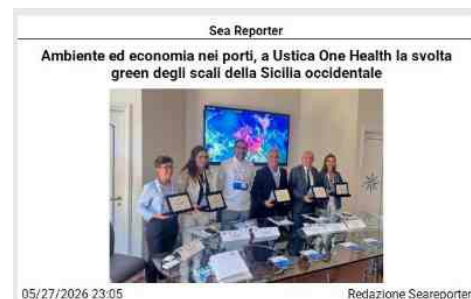 Sea Reporter
Ambiente ed economia nei porti, a Ustica One Health la svolta
green degli scali della Sicilia occidentale
05/27/2026 23:05
Redazione Seareporter